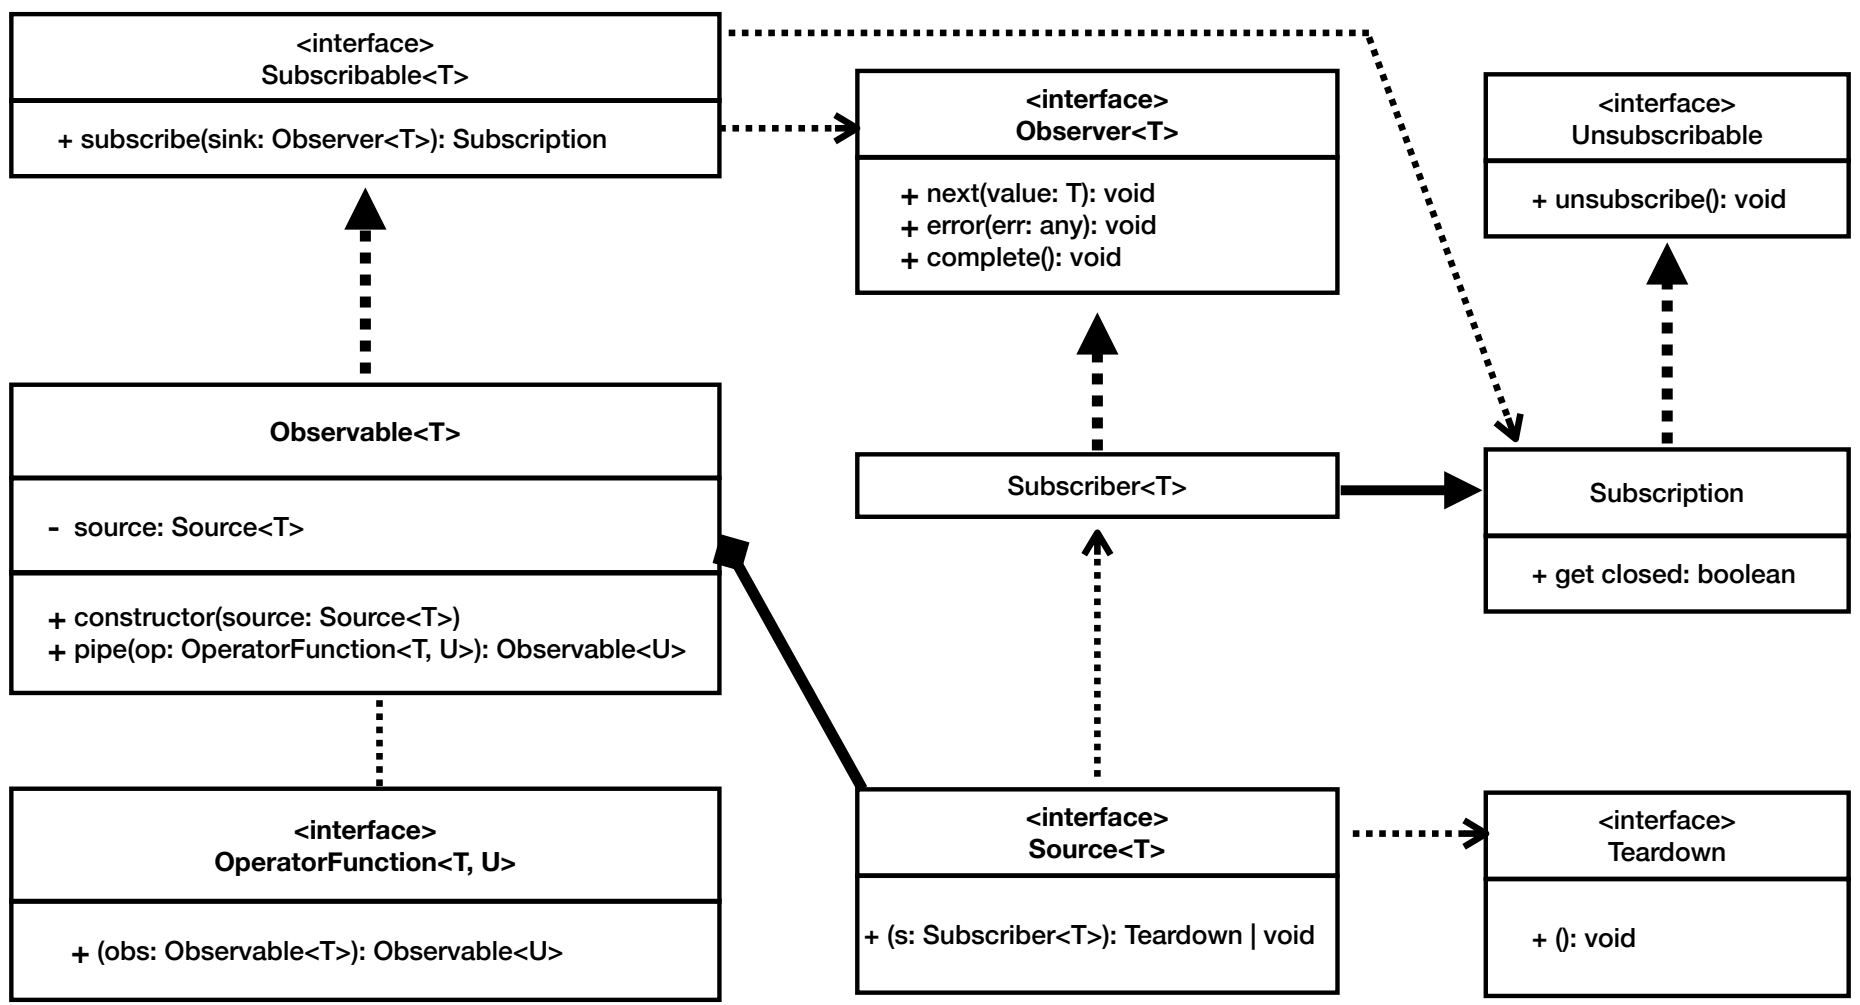 <interface>
Subscribable<T>
+ subscribe(sink: Observer<T>): Subscription
<interface>
Observer<T>
+ next(value: T): void
+ error(err: any): void
+ complete(): void
<interface>
Unsubscribable
+ unsubscribe(): void
Observable<T>
- source: Source<T>
+ constructor(source: Source<T>)
+ pipe(op: OperatorFunction<T, U>): Observable<U>
Subscriber<T>
Subscription
+ get closed: boolean
<interface>
OperatorFunction<T, U>
+ (obs: Observable<T>): Observable<U>
<interface>
Source<T>
+ (s: Subscriber<T>): Teardown | void
<interface>
Teardown
+ (): void